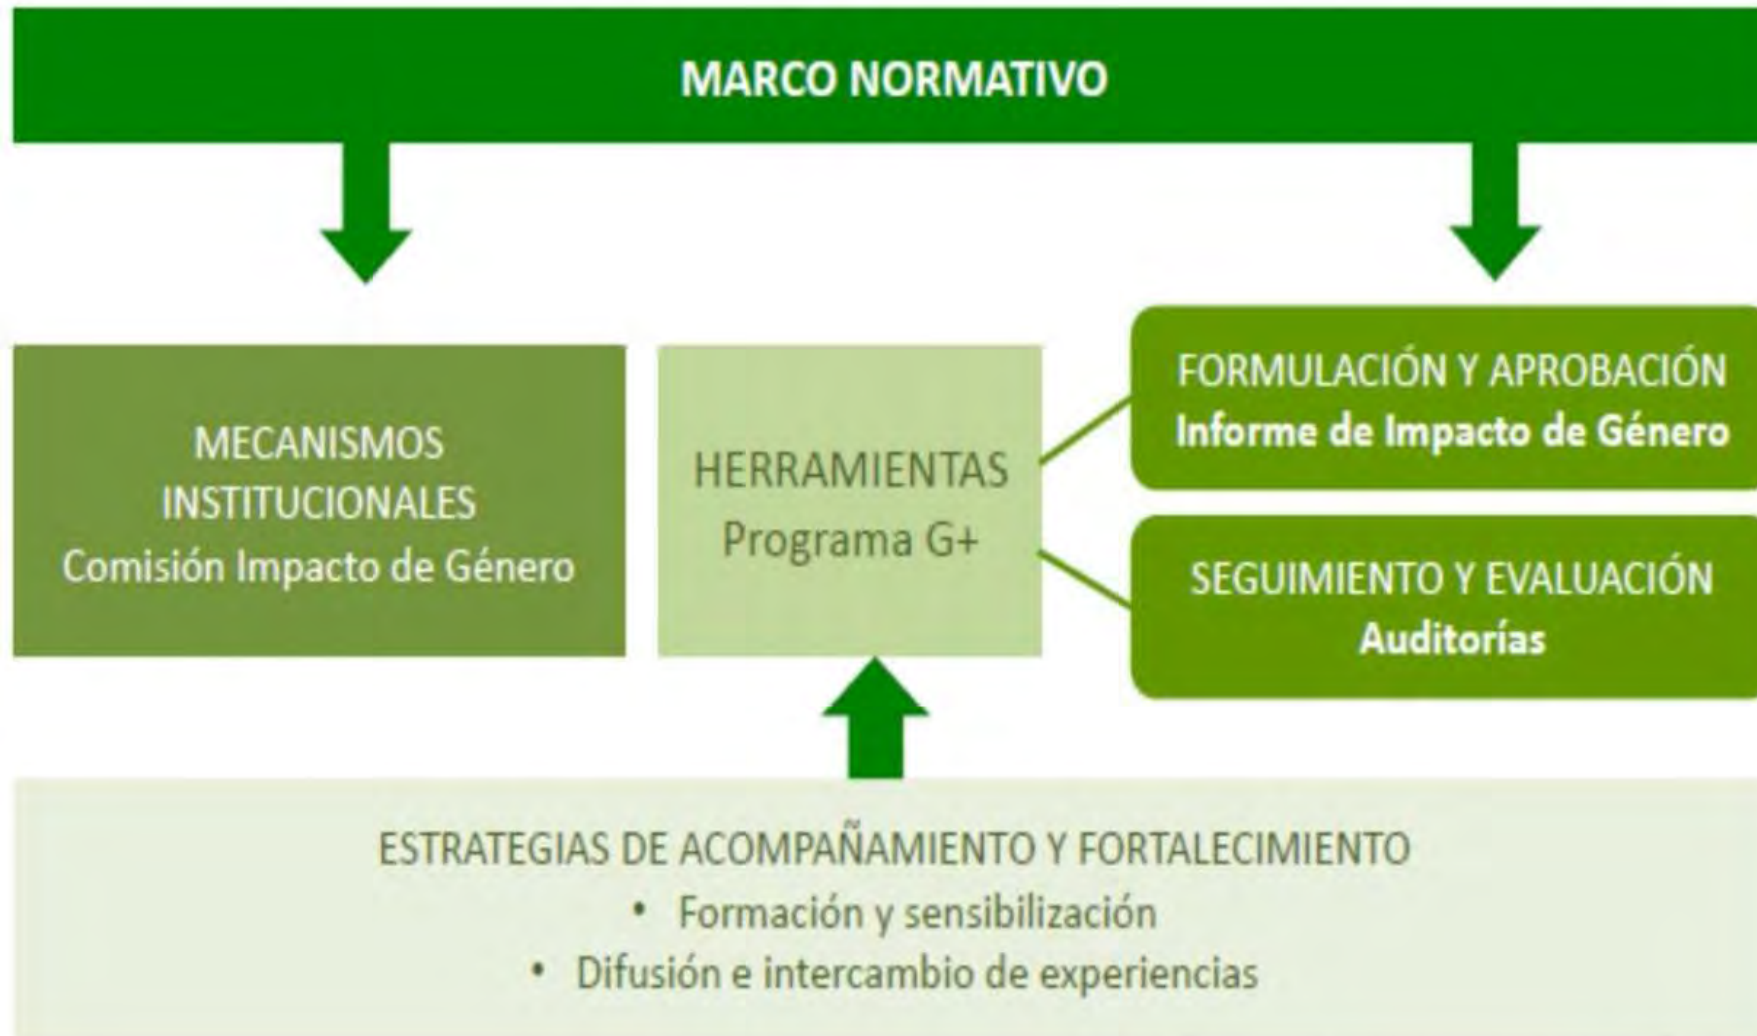 MARCO NORMATIVO
MECANISMOS
INSTITUCIONALES
Comisión Impacto de Género
HERRAMIENTAS
Programa G+
FORMULACIÓN Y APROBACIÓN
Informe de Impacto de Género
SEGUIMIENTO Y EVALUACIÓN
Auditorías
ESTRATEGIAS DE ACOMPAÑAMIENTO Y FORTALECIMIENTO
• Formación y sensibilización
• Difusión e intercambio de experiencias